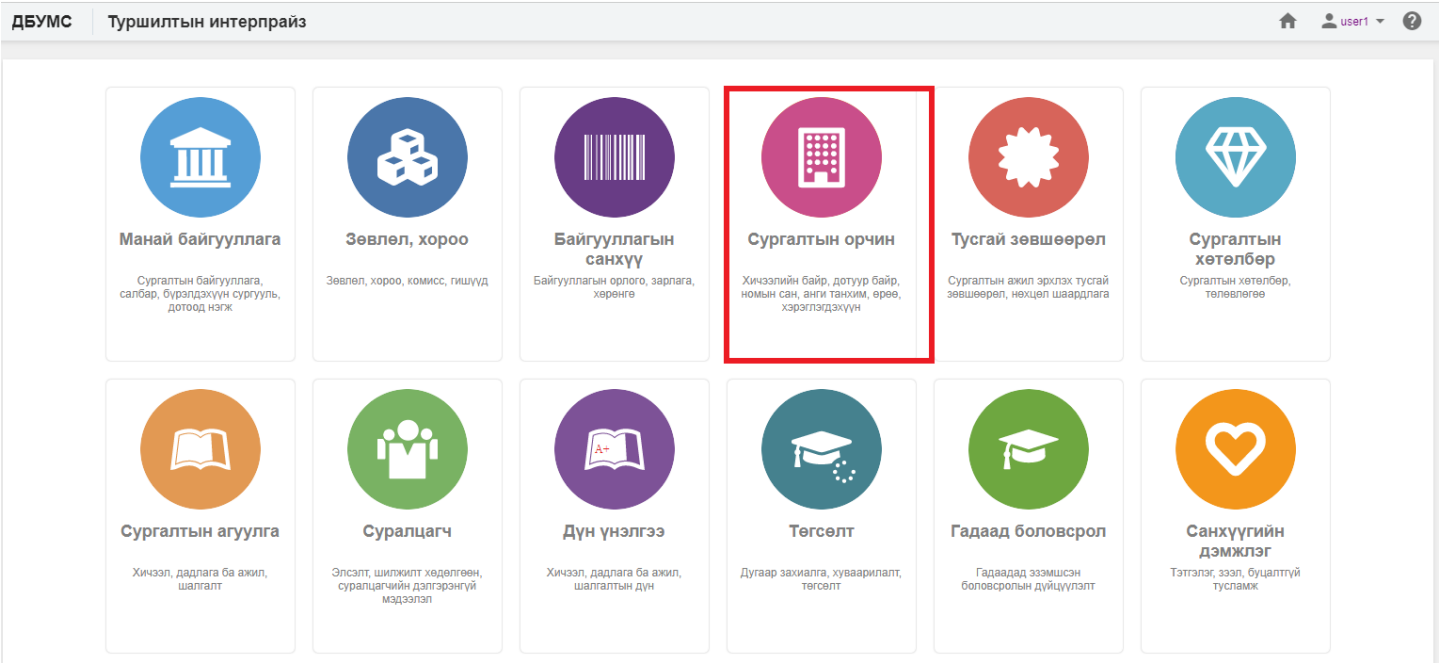 ДБУМС
Туршилтын интерпрайз
user1
Манай байгууллага
Сургалтын байгууллага,
салбар, бүрэлдэхүүн сургууль,
дотоод нэгж
Зөвлөл, хороо
Зөвлөл, хороо, комисс, гишүүд
Байгууллагын
санхүү
Байгууллагын орлого, зарлага,
хөрөнгө
Сургалтын орчин
Хичээлийн байр, дотуур байр,
номын сан, анги танхим, өрөө,
хэрэглэгдэхүүн
Тусгай зөвшөөрөл
Сургалтын ажил эрхлэх тусгай
зөвшөөрөл, нөхцөл шаардлага
Сургалтын
хөтөлбөр
Сургалтын хөтөлбөр,
төлөвлөгөө
Сургалтын агуулга
Хичээл, дадлага ба ажил,
шалгалт
Суралцагч
Элсэлт, шилжилт хөдөлгөөн,
суралцагчийн дэлгэрэнгүй
мэдээлэл
A+
Дүн үнэлгээ
Хичээл, дадлага ба ажил,
шалгалтын дүн
Төгсөлт
Дугаар захиалга, хуваарилалт,
төгсөлт
Гадаад боловсрол
Гадаадад эзэмшсэн
боловсролын дүйцүүлэлт
Санхүүгийн
дэмжлэг
Тэтгэлэг, зээл, буцалтгүй
тусламж